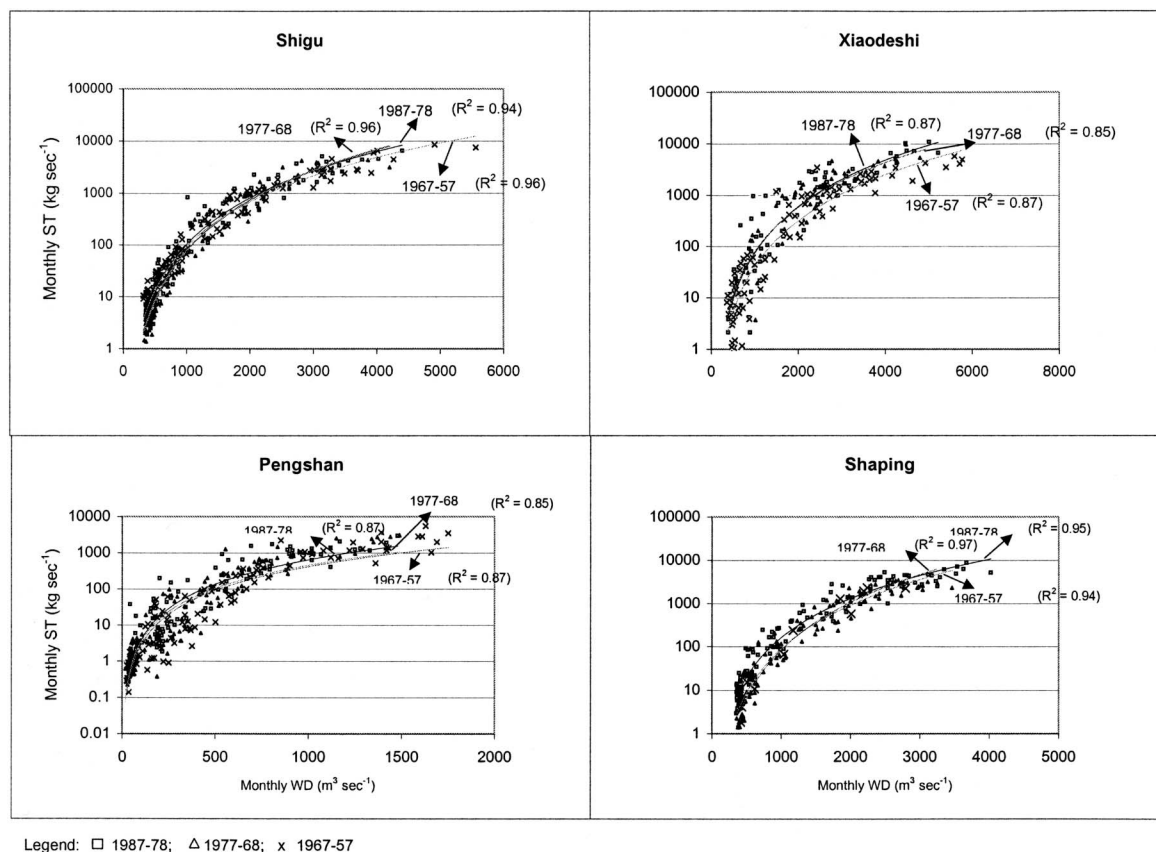 Shigu
Monthly ST (kg sec⁻¹)
100000
10000
1000
100
10
1
0 1000 2000 3000 4000 5000 6000
1987-78 (R² = 0.94)
1977-68 (R² = 0.96)
1967-57 (R² = 0.96)
Xiaodeshi
100000
10000
1000
100
10
1
0 2000 4000 6000 8000
1987-78 (R² = 0.87)
1977-68 (R² = 0.85)
1967-57 (R² = 0.87)
Pengshan
Monthly ST (kg sec⁻¹)
10000
1000
100
10
1
0.1
0.01
0 500 1000 1500 2000
Monthly WD (m³ sec⁻¹)
1977-68 (R² = 0.85)
1987-78 (R² = 0.87)
1967-57 (R² = 0.87)
Shaping
100000
10000
1000
100
10
1
0 1000 2000 3000 4000 5000
Monthly WD (m³ sec⁻¹)
1987-78 (R² = 0.95)
1977-68 (R² = 0.97)
1967-57 (R² = 0.94)
Legend: □ 1987-78; △ 1977-68; x 1967-57